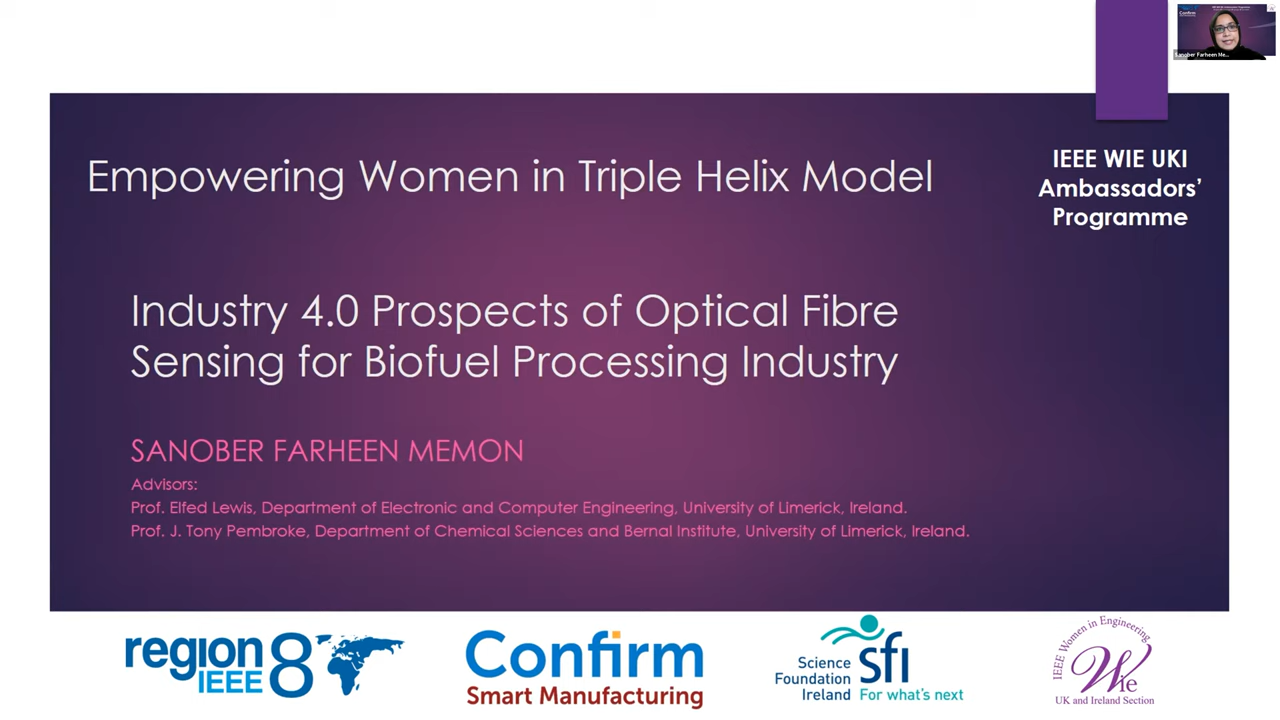 Confirm
Sanober Farheen Me...
IEEE WIE UKI
Ambassadors'
Programme
Empowering Women in Triple Helix Model
Industry 4.0 Prospects of Optical Fibre
Sensing for Biofuel Processing Industry
SANOBER FARHEEN MEMON
Advisors:
Prof. Elfed Lewis, Department of Electronic and Computer Engineering, University of Limerick, Ireland.
Prof. J. Tony Pembroke, Department of Chemical Sciences and Bernal Institute, University of Limerick, Ireland.
region 8
IEEE
Confirm
Smart Manufacturing
Science
Foundation
Ireland
sfi
For what's next
IEEE Women in Engineering
Wie
UK and Ireland Section